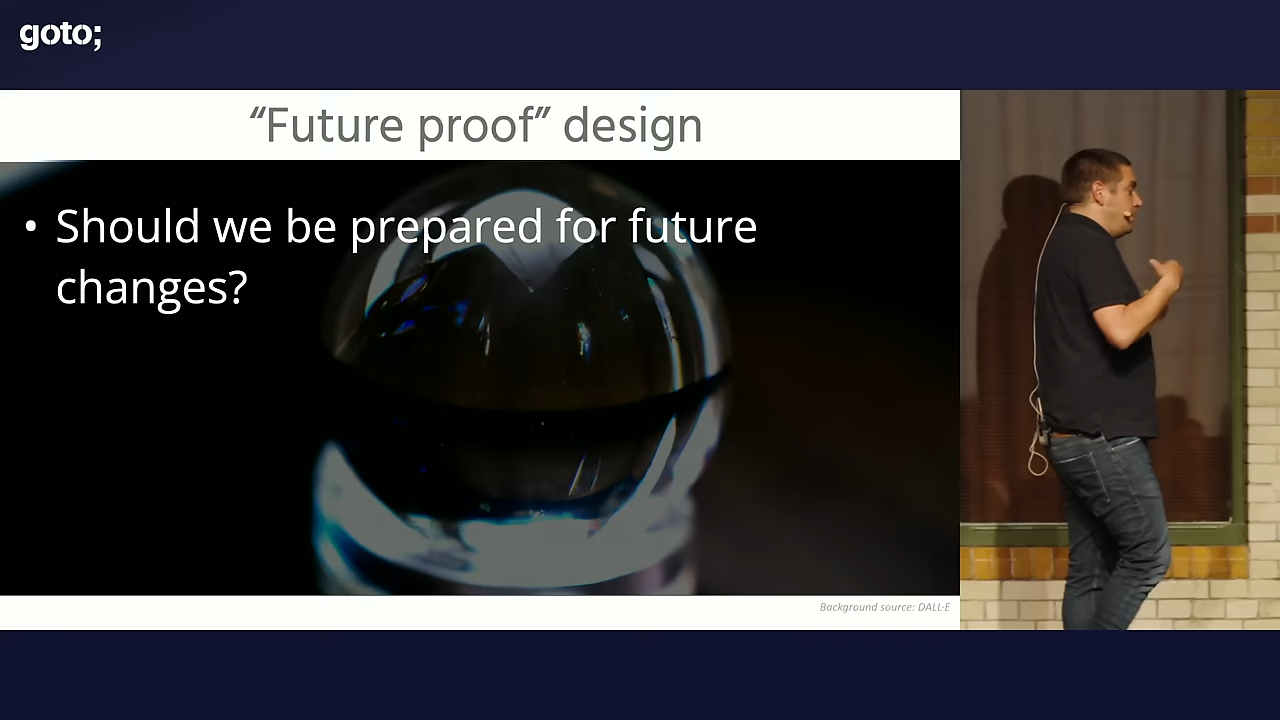 goto;
“Future proof” design
• Should we be prepared for future
changes?
Background source: DALL·E